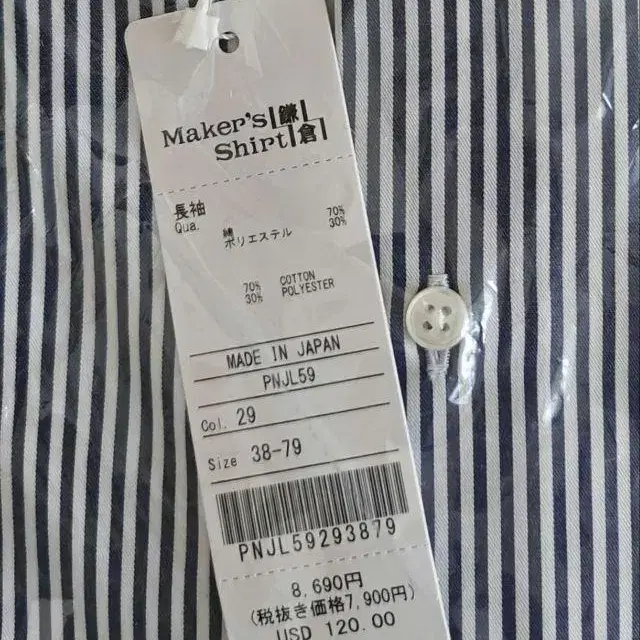 Maker's 鎌倉
Shirt
長袖
Qua. 綿 70%
ポリエステル 30%
70% COTTON
30% POLYESTER
MADE IN JAPAN
PNJL59
Col. 29
Size 38-79
PNJL59293879
8,690円
(税抜き価格7,900円)
USD 120.00